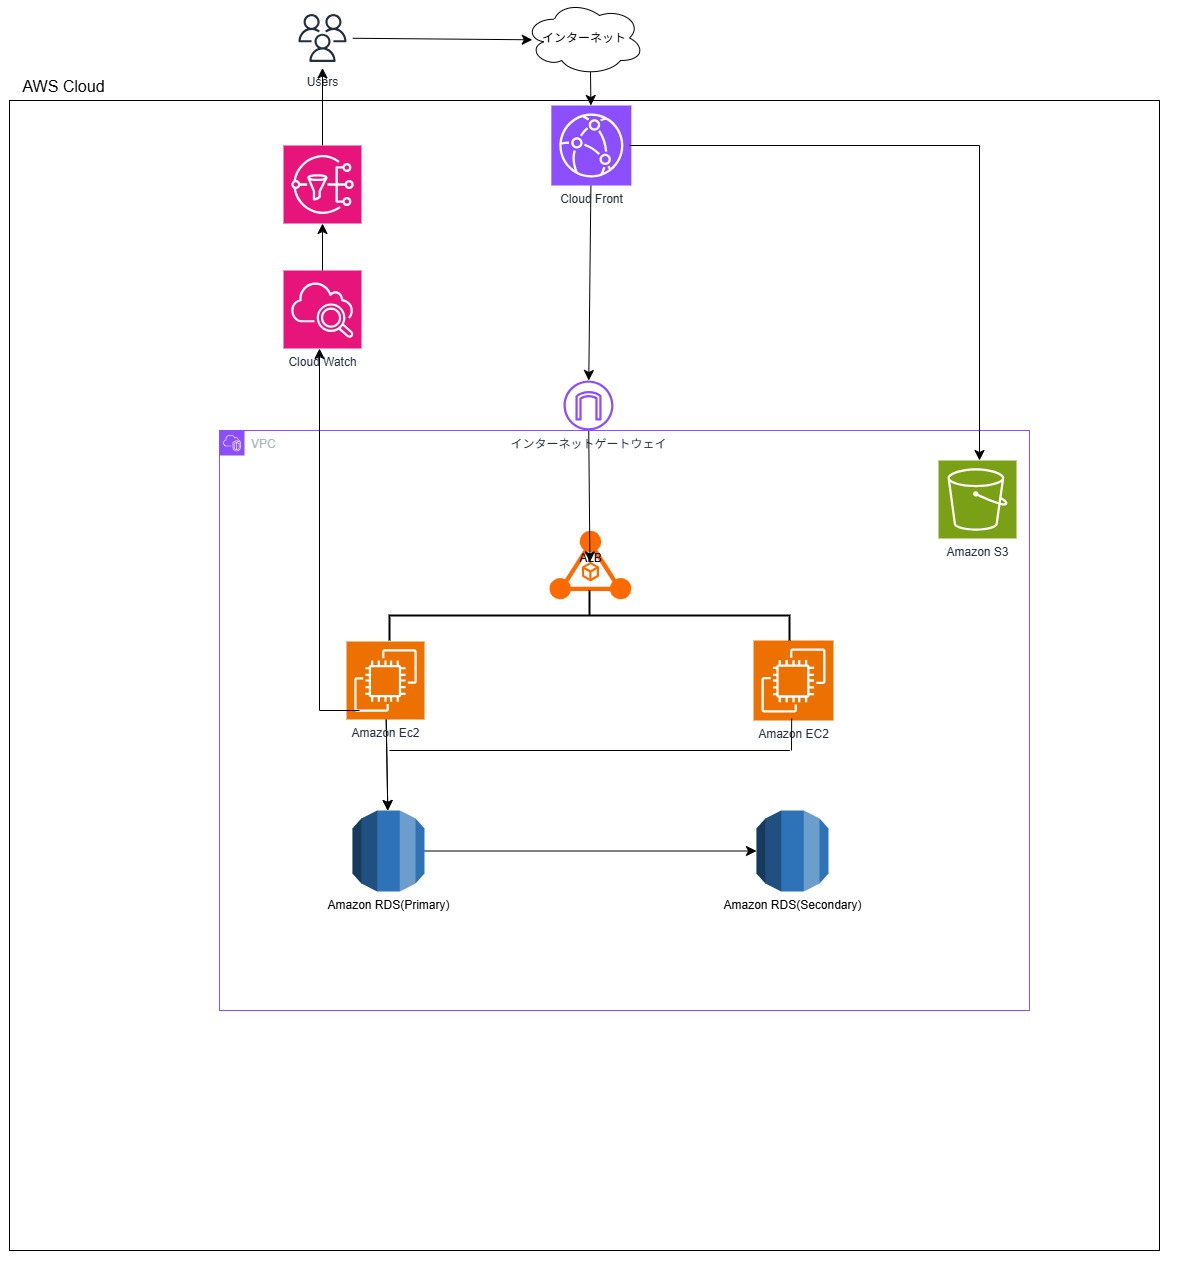 インターネット
Users
AWS Cloud
Cloud Front
Cloud Watch
インターネットゲートウェイ
VPC
Amazon S3
ALB
Amazon Ec2
Amazon EC2
Amazon RDS(Primary)
Amazon RDS(Secondary)